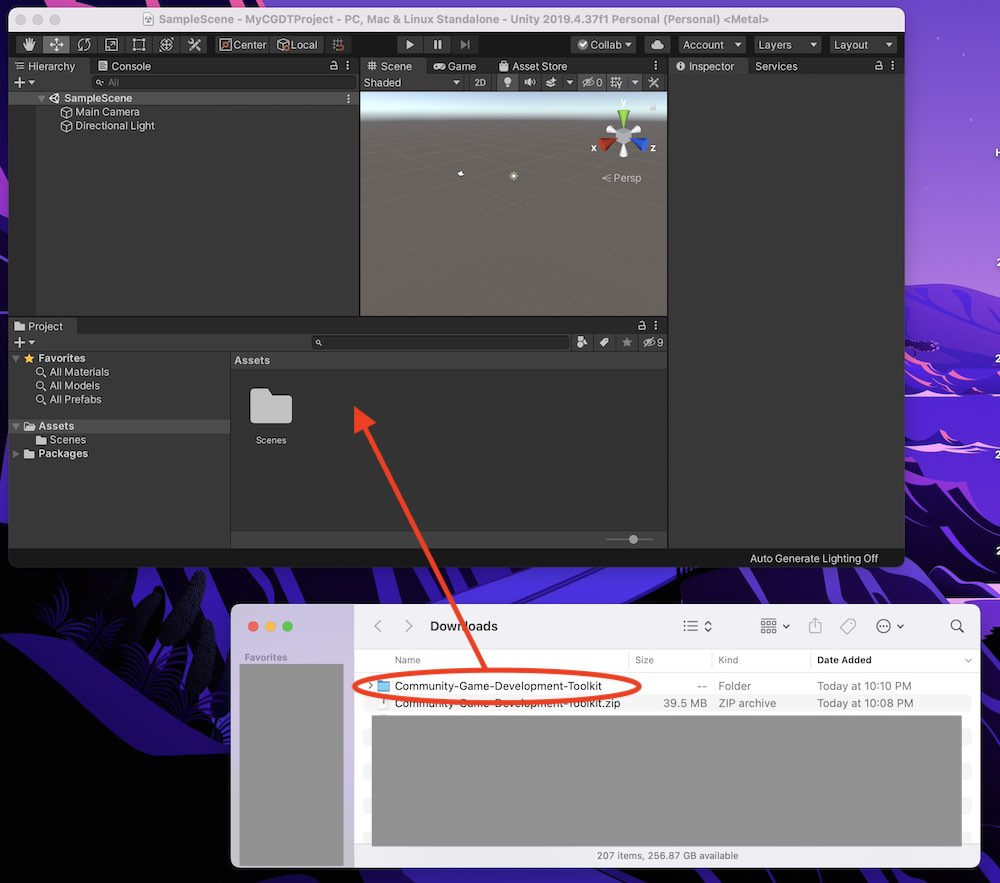 SampleScene - MyCGDTProject - PC, Mac & Linux Standalone - Unity 2019.4.37f1 Personal (Personal) <Metal>
Center Local Collab Account Layers Layout
Hierarchy Console
All
SampleScene
Main Camera
Directional Light
Scene Game Asset Store
Shaded 2D 0
y
x z
Persp
Inspector Services
Project
9
Favorites
All Materials
All Models
All Prefabs
Assets
Scenes
Packages
Assets
Scenes
Auto Generate Lighting Off
Downloads
Favorites
Name Size Kind Date Added
Community-Game-Development-Toolkit -- Folder Today at 10:10 PM
Community-Game-Development-Toolkit.zip 39.5 MB ZIP archive Today at 10:08 PM
207 items, 256.87 GB available
H
2
2
2
2